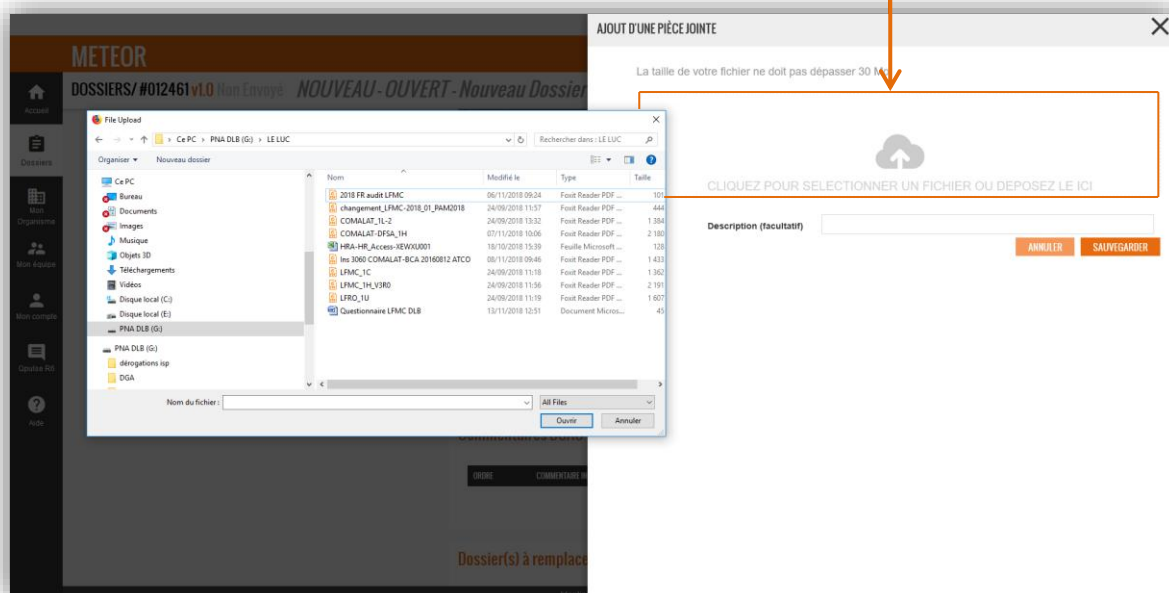 AJOUT D'UNE PIÈCE JOINTE
METEOR
La taille de votre fichier ne doit pas dépasser 30 Mo
DOSSIERS/ #012461 v1.0 Non Envoyé NOUVEAU - OUVERT - Nouveau Dossier
Accueil
Dossiers
Mon Organisme
Mon équipe
Mon compte
Opulse R6
Aide
File Upload
Ce PC > PNA DLB (G:) > LE LUC
Rechercher dans : LE LUC
Organiser Nouveau dossier
Ce PC
Bureau
Documents
Images
Musique
Objets 3D
Téléchargements
Vidéos
Disque local (C:)
Disque local (E:)
PNA DLB (G:)
PNA DLB (G:)
dérogations isp
DGA
Nom Modifié le Type Taille
2018 FR audit LFMC 06/11/2018 09:24 Foxit Reader PDF ... 101
changement_LFMC-2018_01_PAM2018 24/09/2018 11:57 Foxit Reader PDF ... 444
COMALAT_1L-2 24/09/2018 13:32 Foxit Reader PDF ... 1 384
COMALAT-DFSA_1H 07/11/2018 10:06 Foxit Reader PDF ... 2 180
HRA-HR_Access-XEWXU001 18/10/2018 15:39 Feuille Microsoft ... 128
Ins 3060 COMALAT-BCA 20160812 ATCO 08/11/2018 09:46 Foxit Reader PDF ... 1 433
LFMC_1C 24/09/2018 11:18 Foxit Reader PDF ... 1 362
LFMC_1H_V3R0 24/09/2018 11:56 Foxit Reader PDF ... 2 191
LFRO_1U 24/09/2018 11:19 Foxit Reader PDF ... 1 607
Questionnaire LFMC DLB 13/11/2018 12:51 Document Micros... 45
Nom du fichier :
All Files
Ouvrir Annuler
CLIQUEZ POUR SELECTIONNER UN FICHIER OU DEPOSEZ LE ICI
Description (facultatif)
ANNULER SAUVEGARDER
ORDRE COMMENTAIRE
Dossier(s) à remplace